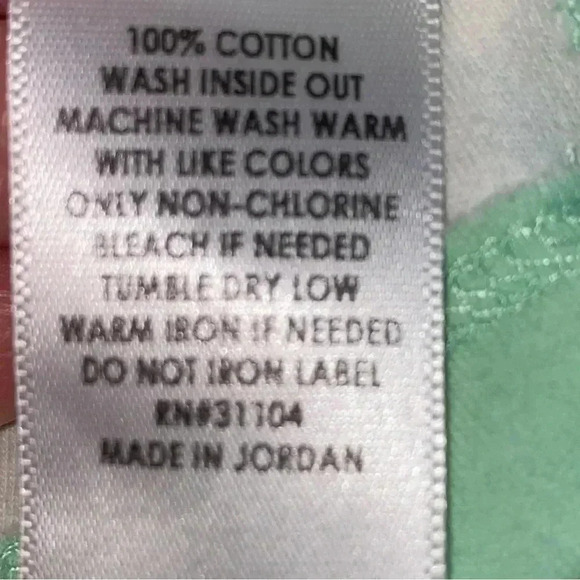 100% COTTON
WASH INSIDE OUT
MACHINE WASH WARM
WITH LIKE COLORS
ONLY NON-CHLORINE
BLEACH IF NEEDED
TUMBLE DRY LOW
WARM IRON IF NEEDED
DO NOT IRON LABEL
RN#31104
MADE IN JORDAN